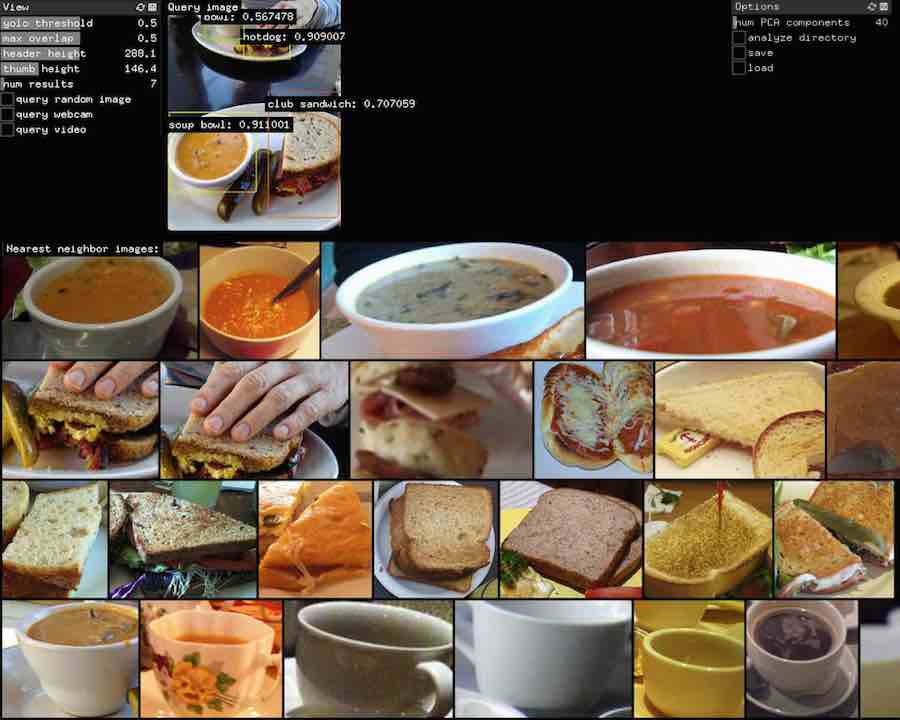 View
yolo threshold 0.5
max overlap 0.5
header height 288.1
thumb height 146.4
num results 7
query random image
query webcam
query video
Query image
bowl: 0.567478
hotdog: 0.909007
club sandwich: 0.707059
soup bowl: 0.911001
Options
num PCA components 40
analyze directory
save
load
Nearest neighbor images: